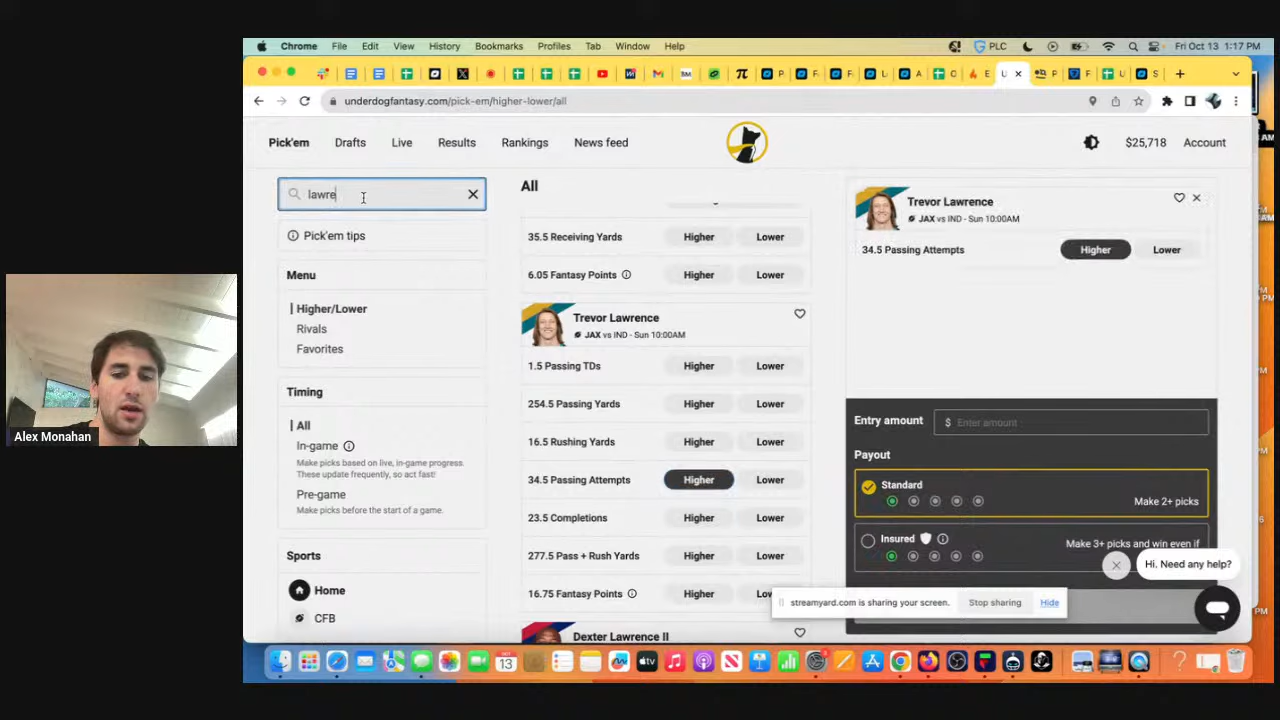 Chrome File Edit View History Bookmarks Profiles Tab Window Help
PLC Fri Oct 13 1:17 PM
underdogfantasy.com/pick-em/higher-lower/all
Pick'em Drafts Live Results Rankings News feed $25,718 Account
lawre
Pick'em tips
Menu
Higher/Lower
Rivals
Favorites
Timing
All
In-game
Make picks based on live, in-game progress.
These update frequently, so act fast!
Pre-game
Make picks before the start of a game.
Sports
Home
CFB
All
35.5 Receiving Yards Higher Lower
6.05 Fantasy Points Higher Lower
Trevor Lawrence
JAX vs IND - Sun 10:00AM
1.5 Passing TDs Higher Lower
254.5 Passing Yards Higher Lower
16.5 Rushing Yards Higher Lower
34.5 Passing Attempts Higher Lower
23.5 Completions Higher Lower
277.5 Pass + Rush Yards Higher Lower
16.75 Fantasy Points Higher Lower
Dexter Lawrence II
Trevor Lawrence
JAX vs IND - Sun 10:00AM
34.5 Passing Attempts Higher Lower
Entry amount $ Enter amount
Payout
Standard
Make 2+ picks
Insured
Make 3+ picks and win even if
Hi. Need any help?
streamyard.com is sharing your screen. Stop sharing Hide
Alex Monahan